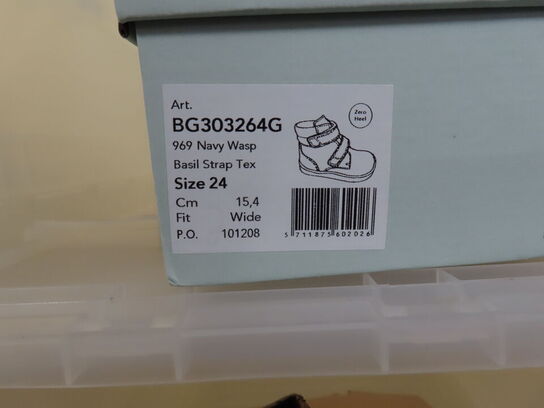 Art.
BG303264G
969 Navy Wasp
Basil Strap Tex
Size 24
Cm 15,4
Fit Wide
P.O. 101208
Zero
Heel
5 711875 602026